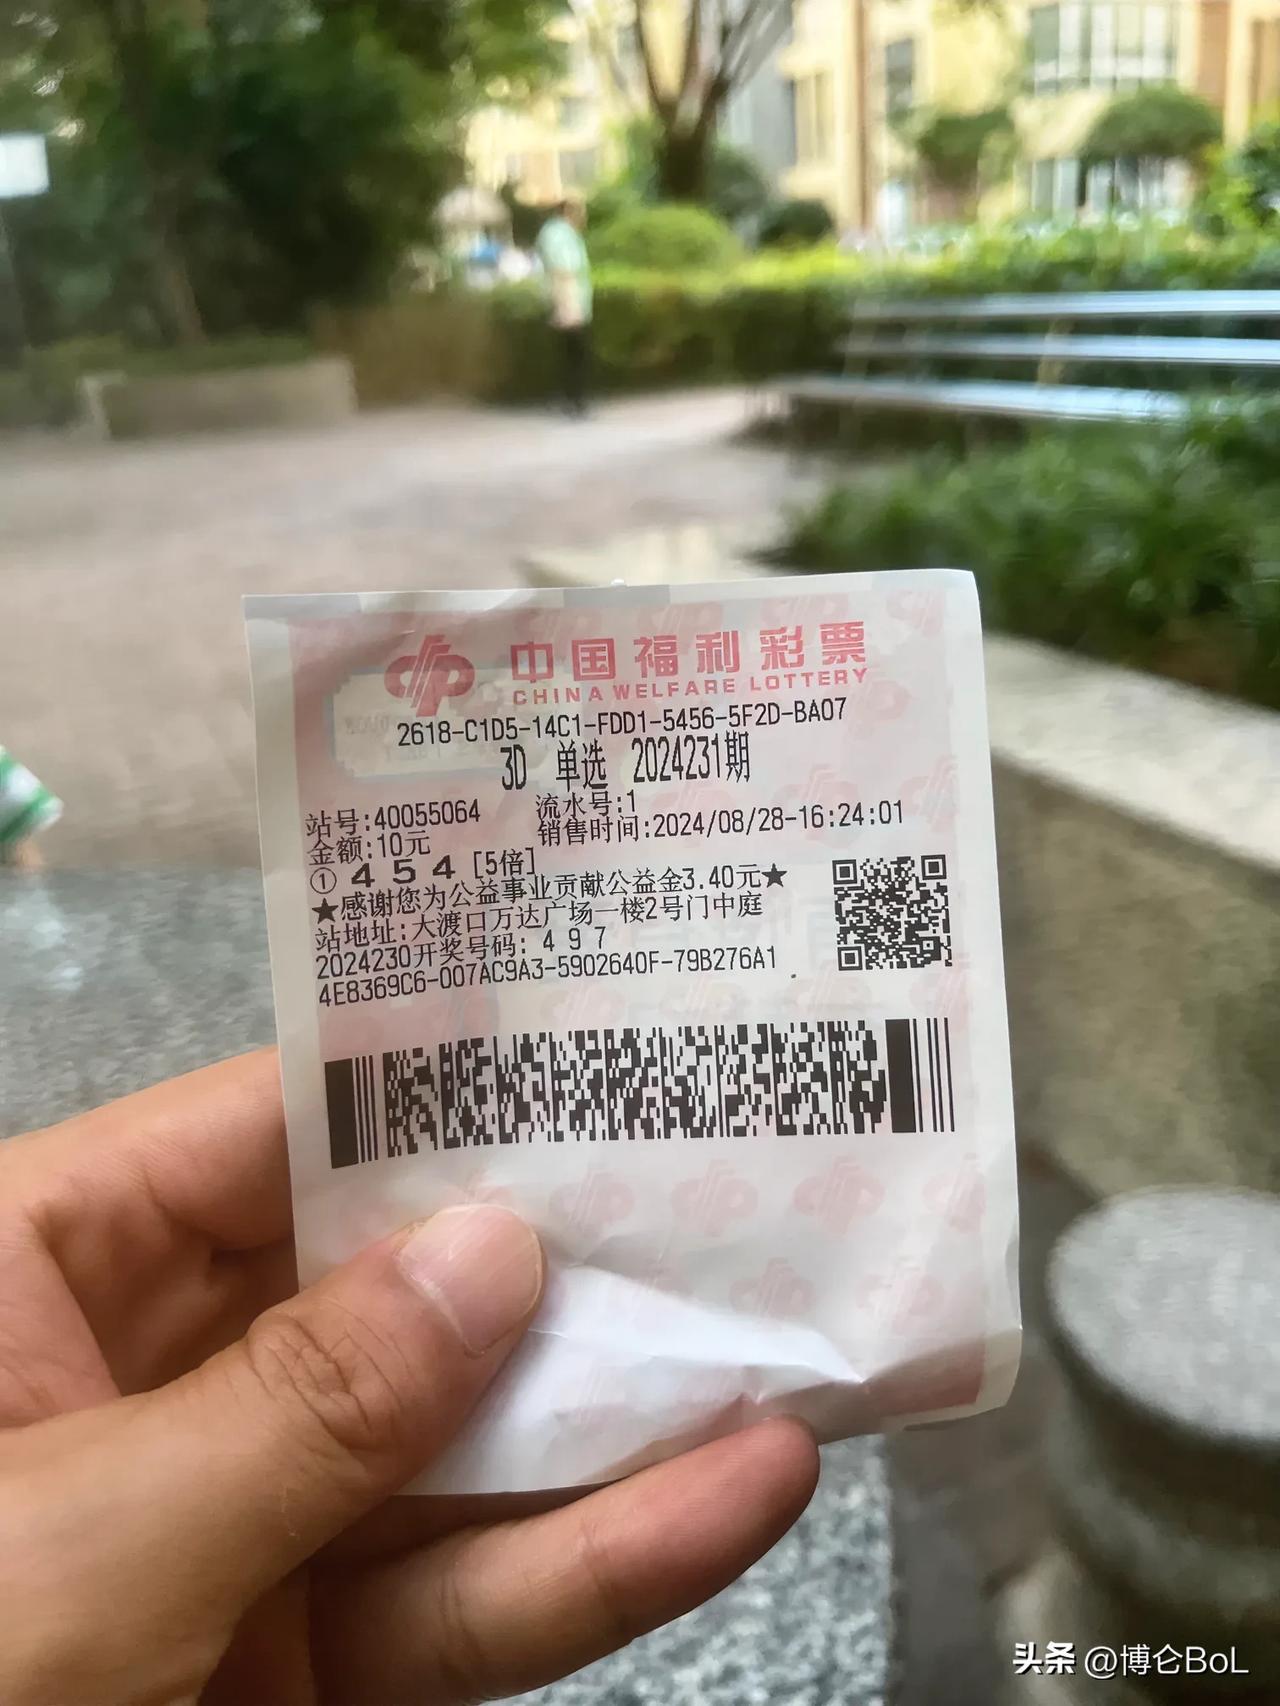 中国福利彩票
CHINA WELFARE LOTTERY
2618-C1D5-14C1-FDD1-5456-5F2D-BA07
3D 单选 2024231期
站号:40055064 流水号:1
金额:10元 销售时间:2024/08/28-16:24:01
① 4 5 4 [5倍]
★感谢您为公益事业贡献公益金3.40元★
站地址:大渡口万达广场一楼2号门中庭
2024230开奖号码: 4 9 7
4E8369C6-007AC9A3-5902640F-79B276A1
头条 @博仑BoL